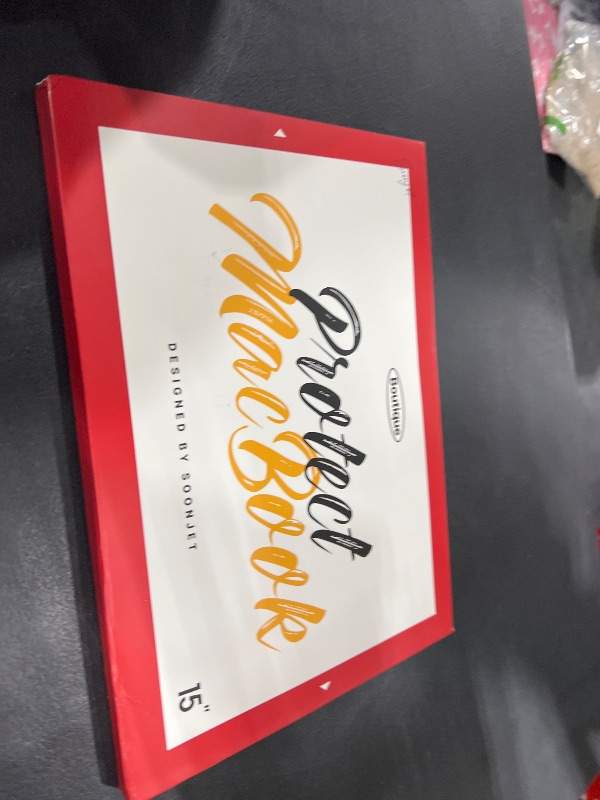 Boutique
Protect
MacBook
DESIGNED BY SOONJET
15"